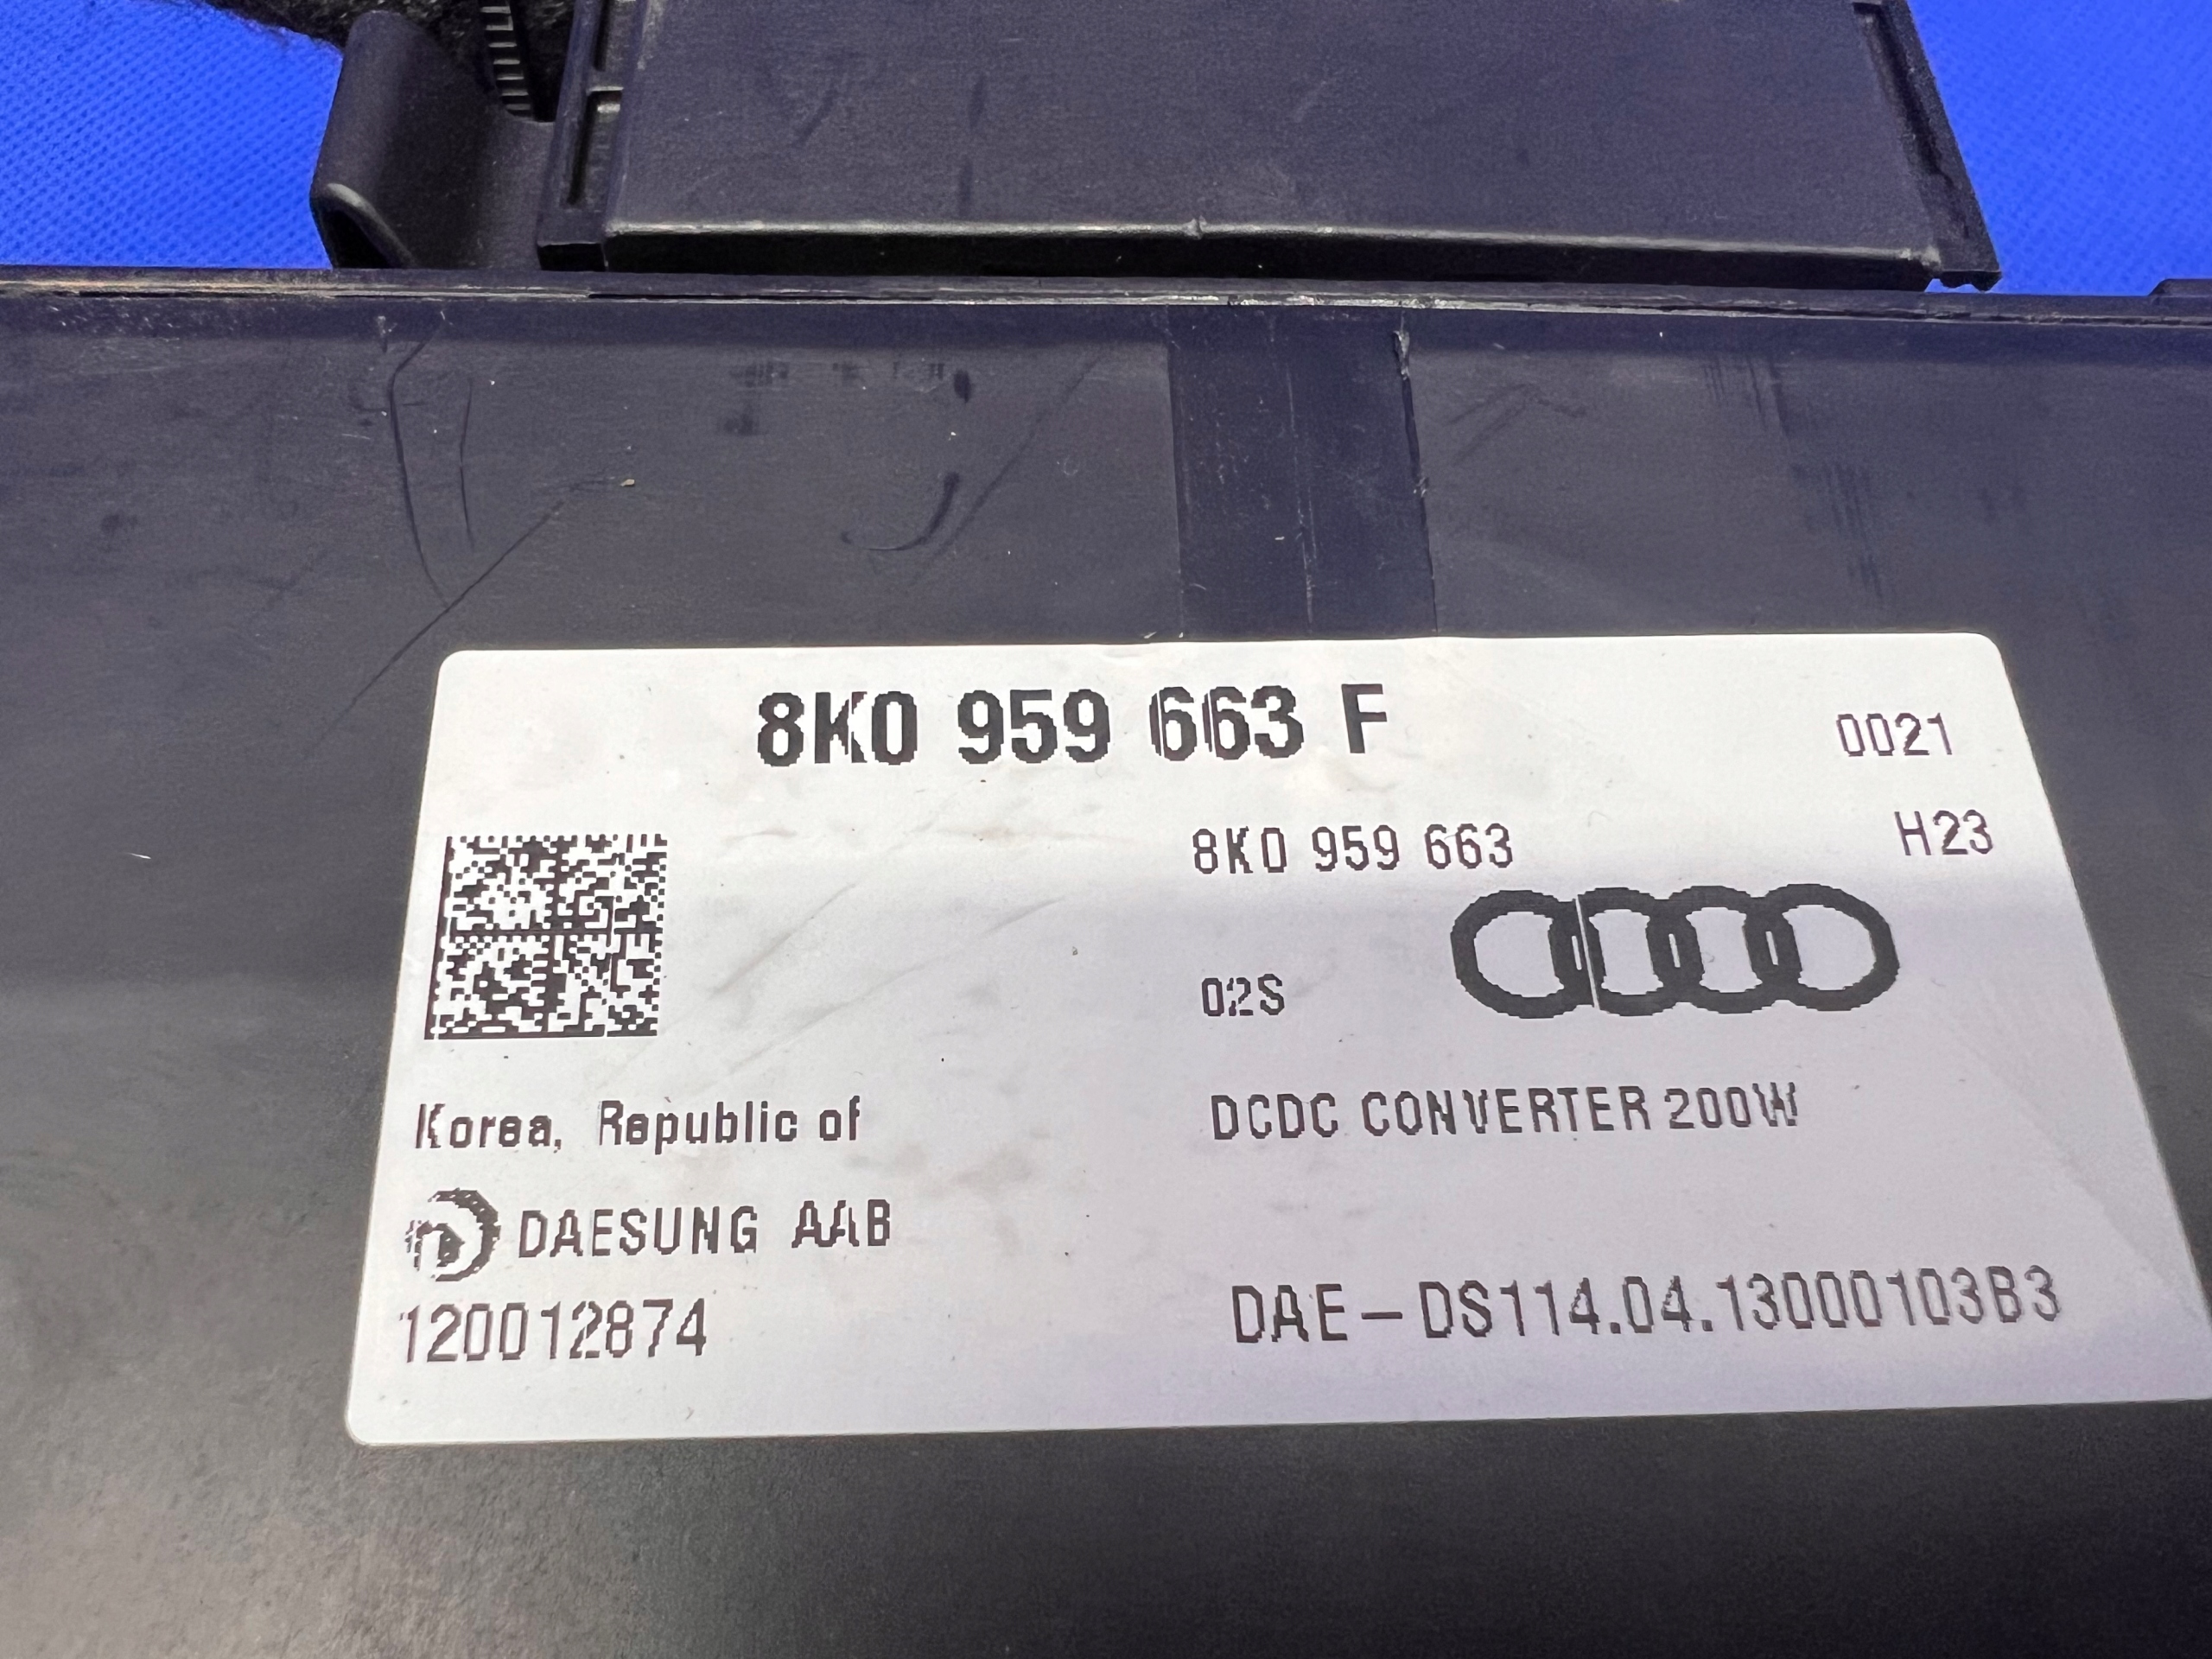 8K0 959 663 F
0021
8K0 959 663
H23
02S
Korea, Republic of
DCDC CONVERTER 200W
DAESUNG AAB
120012874
DAE-DS114.04.13000103B3